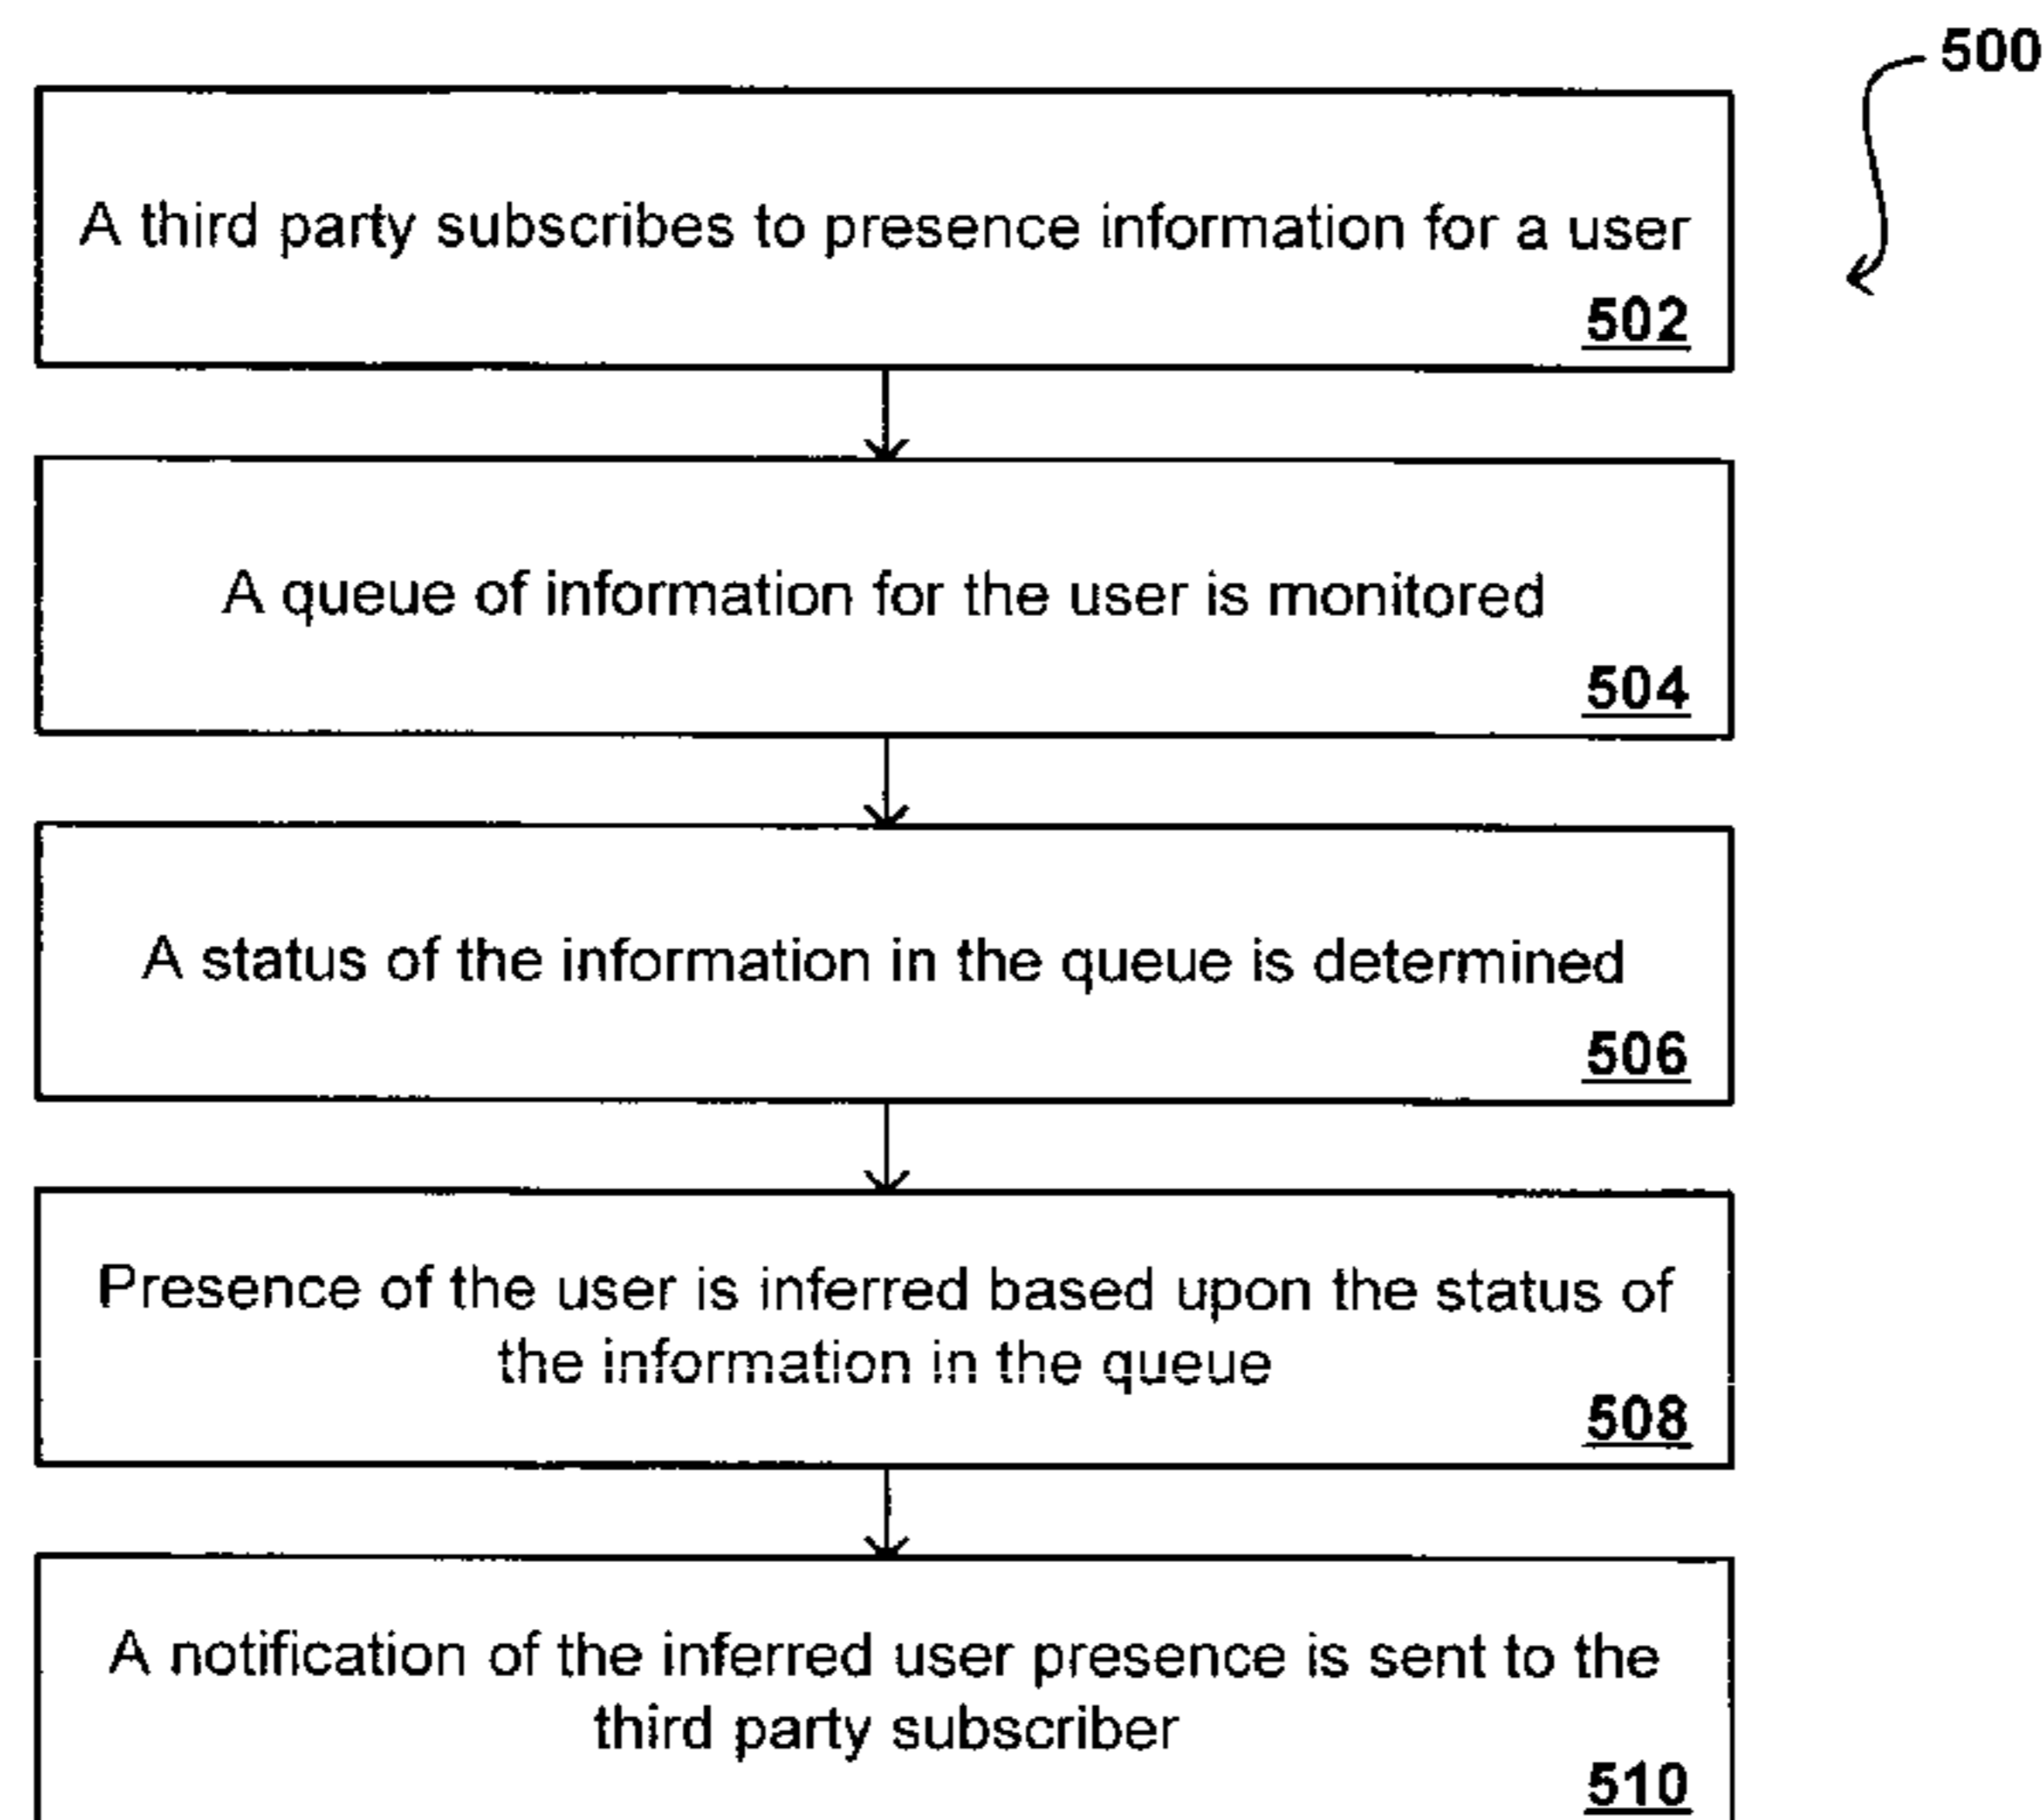 500
A third party subscribes to presence information for a user
502
A queue of information for the user is monitored
504
A status of the information in the queue is determined
506
Presence of the user is inferred based upon the status of
the information in the queue
508
A notification of the inferred user presence is sent to the
third party subscriber
510